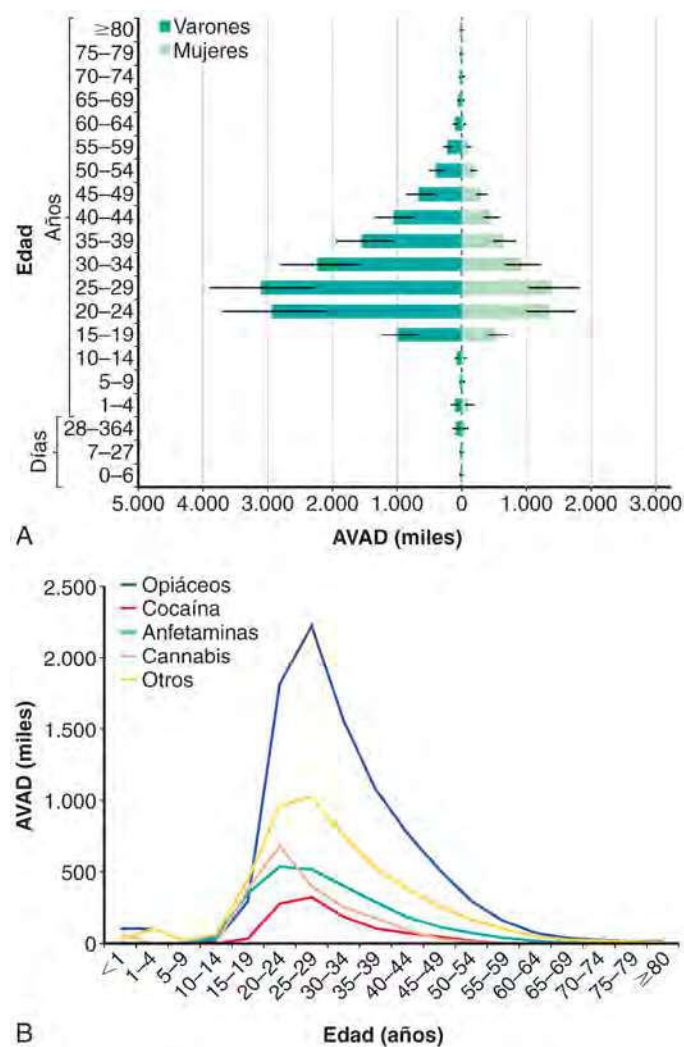 Varones
Mujeres
Edad
Años
Días
≥80
75–79
70–74
65–69
60–64
55–59
50–54
45–49
40–44
35–39
30–34
25–29
20–24
15–19
10–14
5–9
1–4
28–364
7–27
0–6
5.000 4.000 3.000 2.000 1.000 0 1.000 2.000 3.000
A
AVAD (miles)
Opiáceos
Cocaína
Anfetaminas
Cannabis
Otros
AVAD (miles)
2.500
2.000
1.500
1.000
500
0
<1 1–4 5–9 10–14 15–19 20–24 25–29 30–34 35–39 40–44 45–49 50–54 55–59 60–64 65–69 70–74 75–79 ≥80
B
Edad (años)